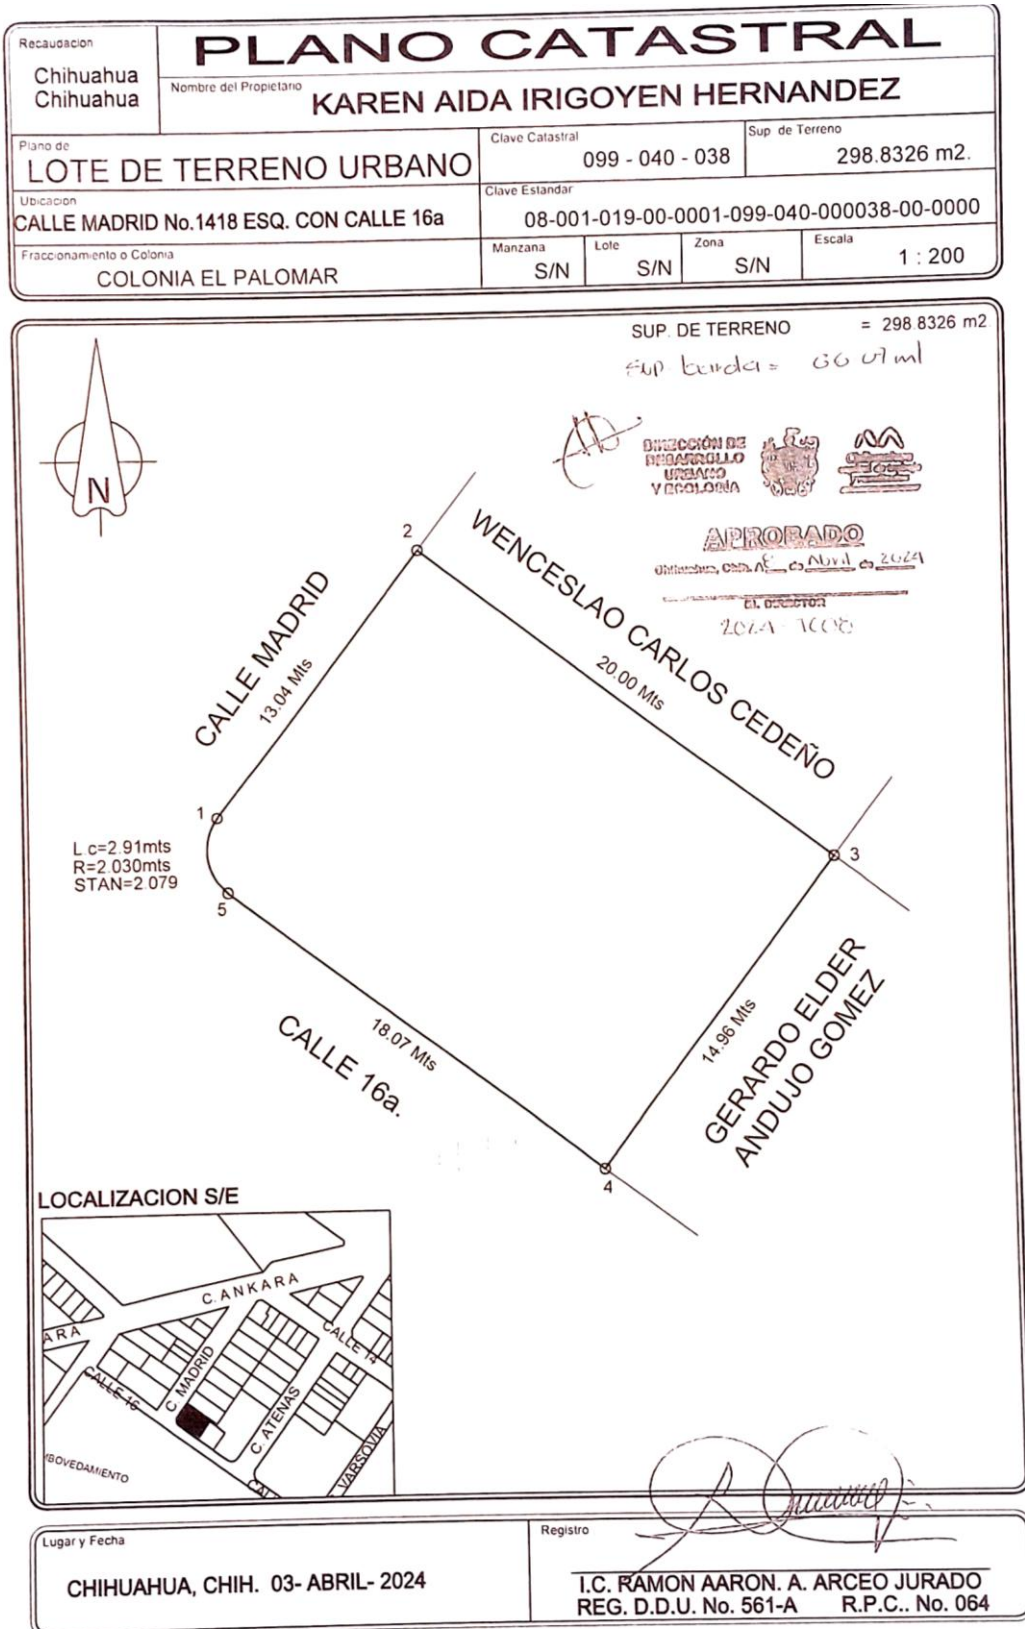 Recaudacion
Chihuahua
Chihuahua
PLANO CATASTRAL
Nombre del Propietario
KAREN AIDA IRIGOYEN HERNANDEZ
Plano de
LOTE DE TERRENO URBANO
Clave Catastral
099 - 040 - 038
Sup de Terreno
298.8326 m2.
Ubicacion
CALLE MADRID No.1418 ESQ. CON CALLE 16a
Clave Estandar
08-001-019-00-0001-099-040-000038-00-0000
Fraccionamiento o Colonia
COLONIA EL PALOMAR
Manzana
S/N
Lote
S/N
Zona
S/N
Escala
1 : 200
SUP. DE TERRENO = 298.8326 m2
N
DIRECCIÓN DE
DESARROLLO
URBANO
Y ECOLOGÍA
APROBADO
Abril de 2024
EL DIRECTOR
2
WENCESLAO CARLOS CEDEÑO
20.00 Mts
CALLE MADRID
13.04 Mts
1
3
L.c=2.91mts
R=2.030mts
STAN=2.079
5
CALLE 16a.
18.07 Mts
14.96 Mts
GERARDO ELDER
ANDUJO GOMEZ
4
LOCALIZACION S/E
C. ANKARA
ARA
CALLE 14
C. MADRID
CALLE 16
C. ATENAS
VARSOVIA
BOVEDAMIENTO
CAL
Lugar y Fecha
CHIHUAHUA, CHIH. 03- ABRIL- 2024
Registro
I.C. RAMON AARON. A. ARCEO JURADO
REG. D.D.U. No. 561-A R.P.C.. No. 064